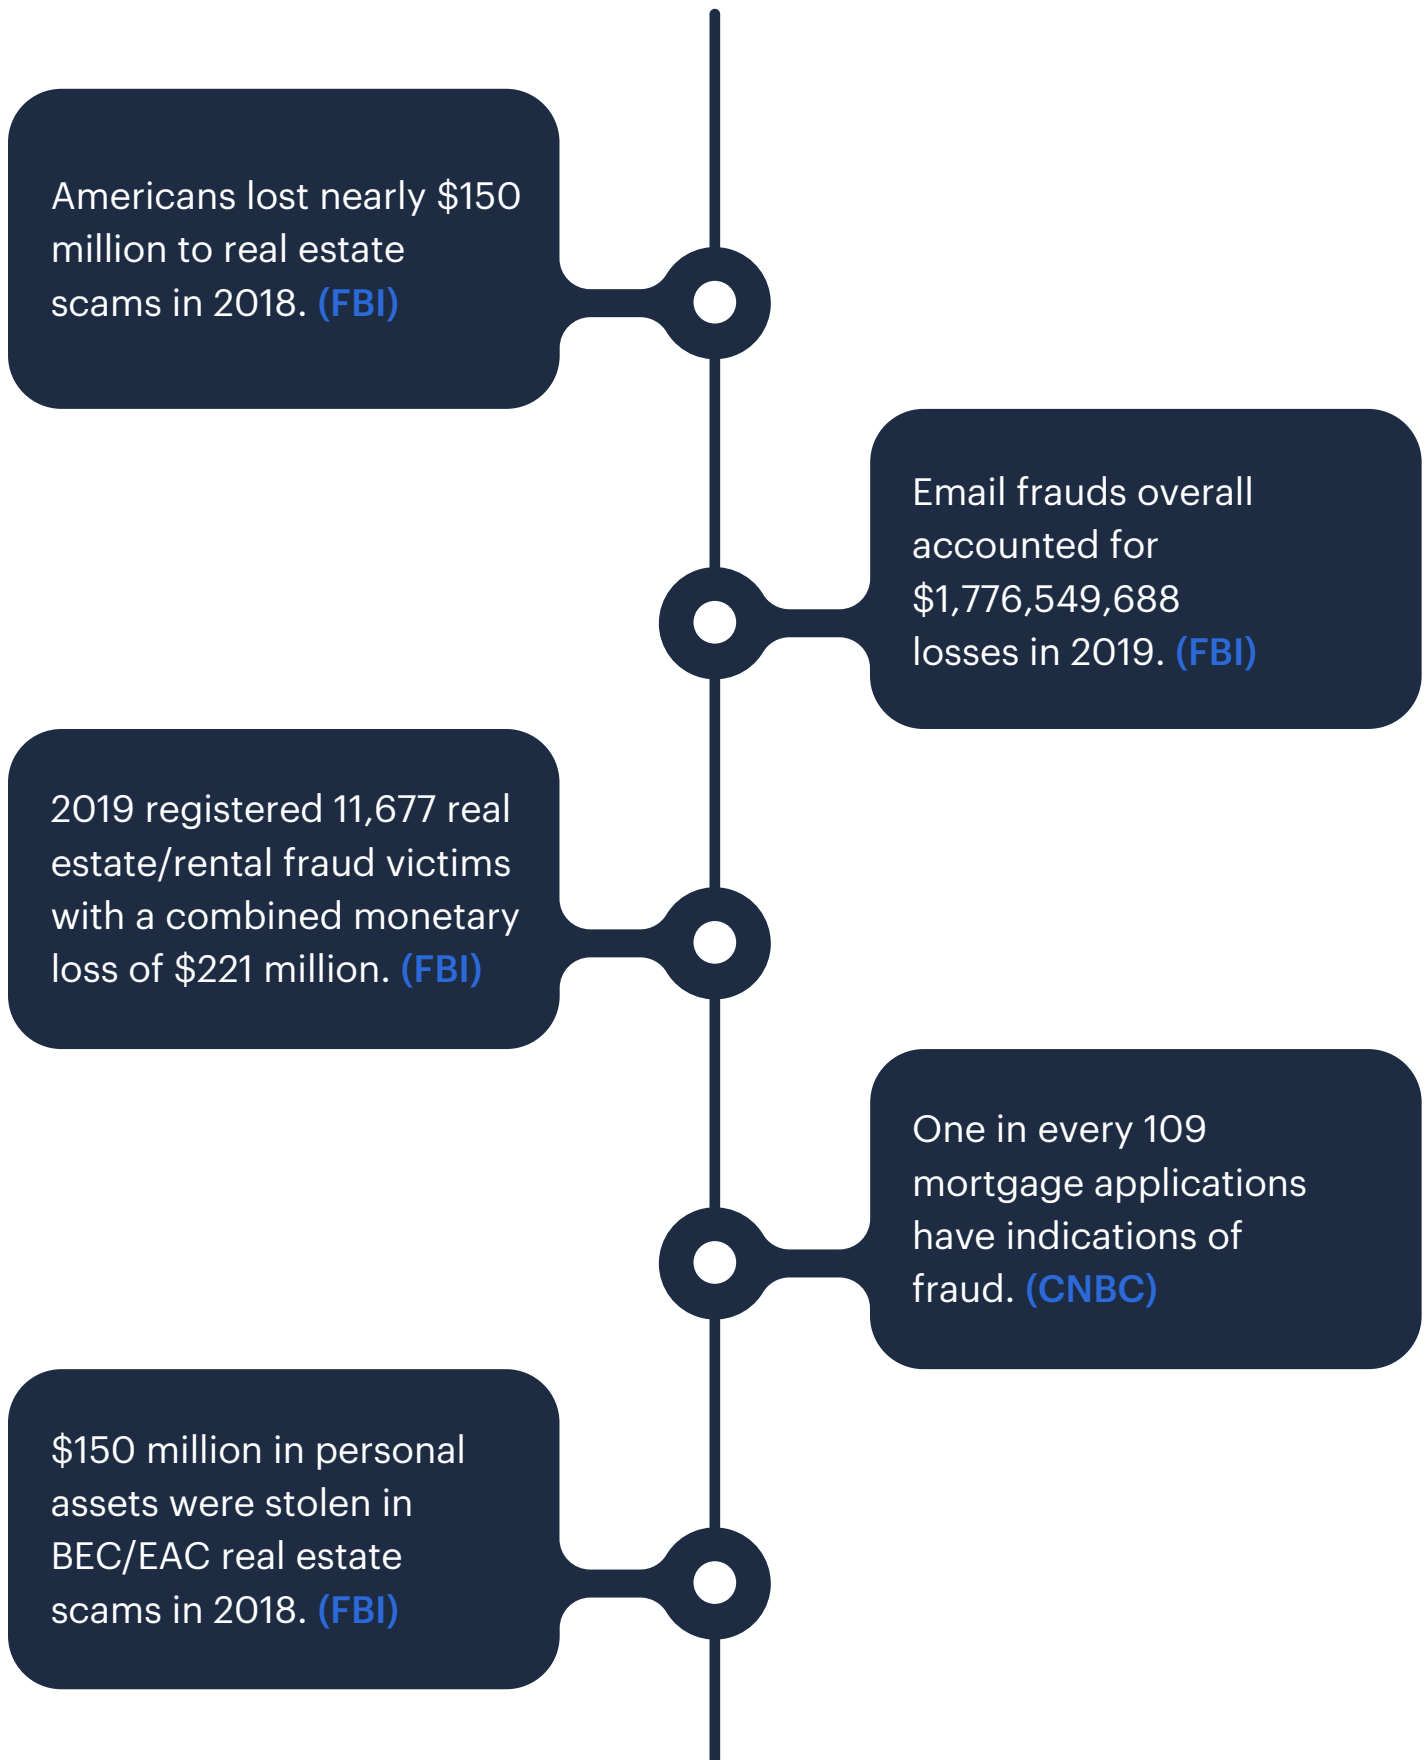 Americans lost nearly $150
million to real estate
scams in 2018. (FBI)
Email frauds overall
accounted for
$1,776,549,688
losses in 2019. (FBI)
2019 registered 11,677 real
estate/rental fraud victims
with a combined monetary
loss of $221 million. (FBI)
One in every 109
mortgage applications
have indications of
fraud. (CNBC)
$150 million in personal
assets were stolen in
BEC/EAC real estate
scams in 2018. (FBI)